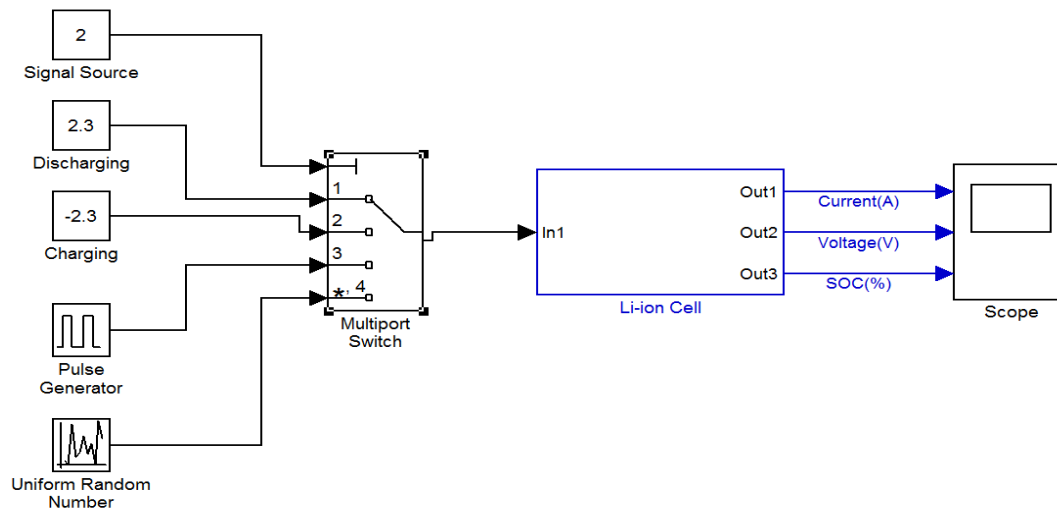 2
Signal Source
2.3
Discharging
-2.3
Charging
Pulse
Generator
Uniform Random
Number
1
2
3
*, 4
Multiport
Switch
In1
Out1
Out2
Out3
Li-ion Cell
Current(A)
Voltage(V)
SOC(%)
Scope